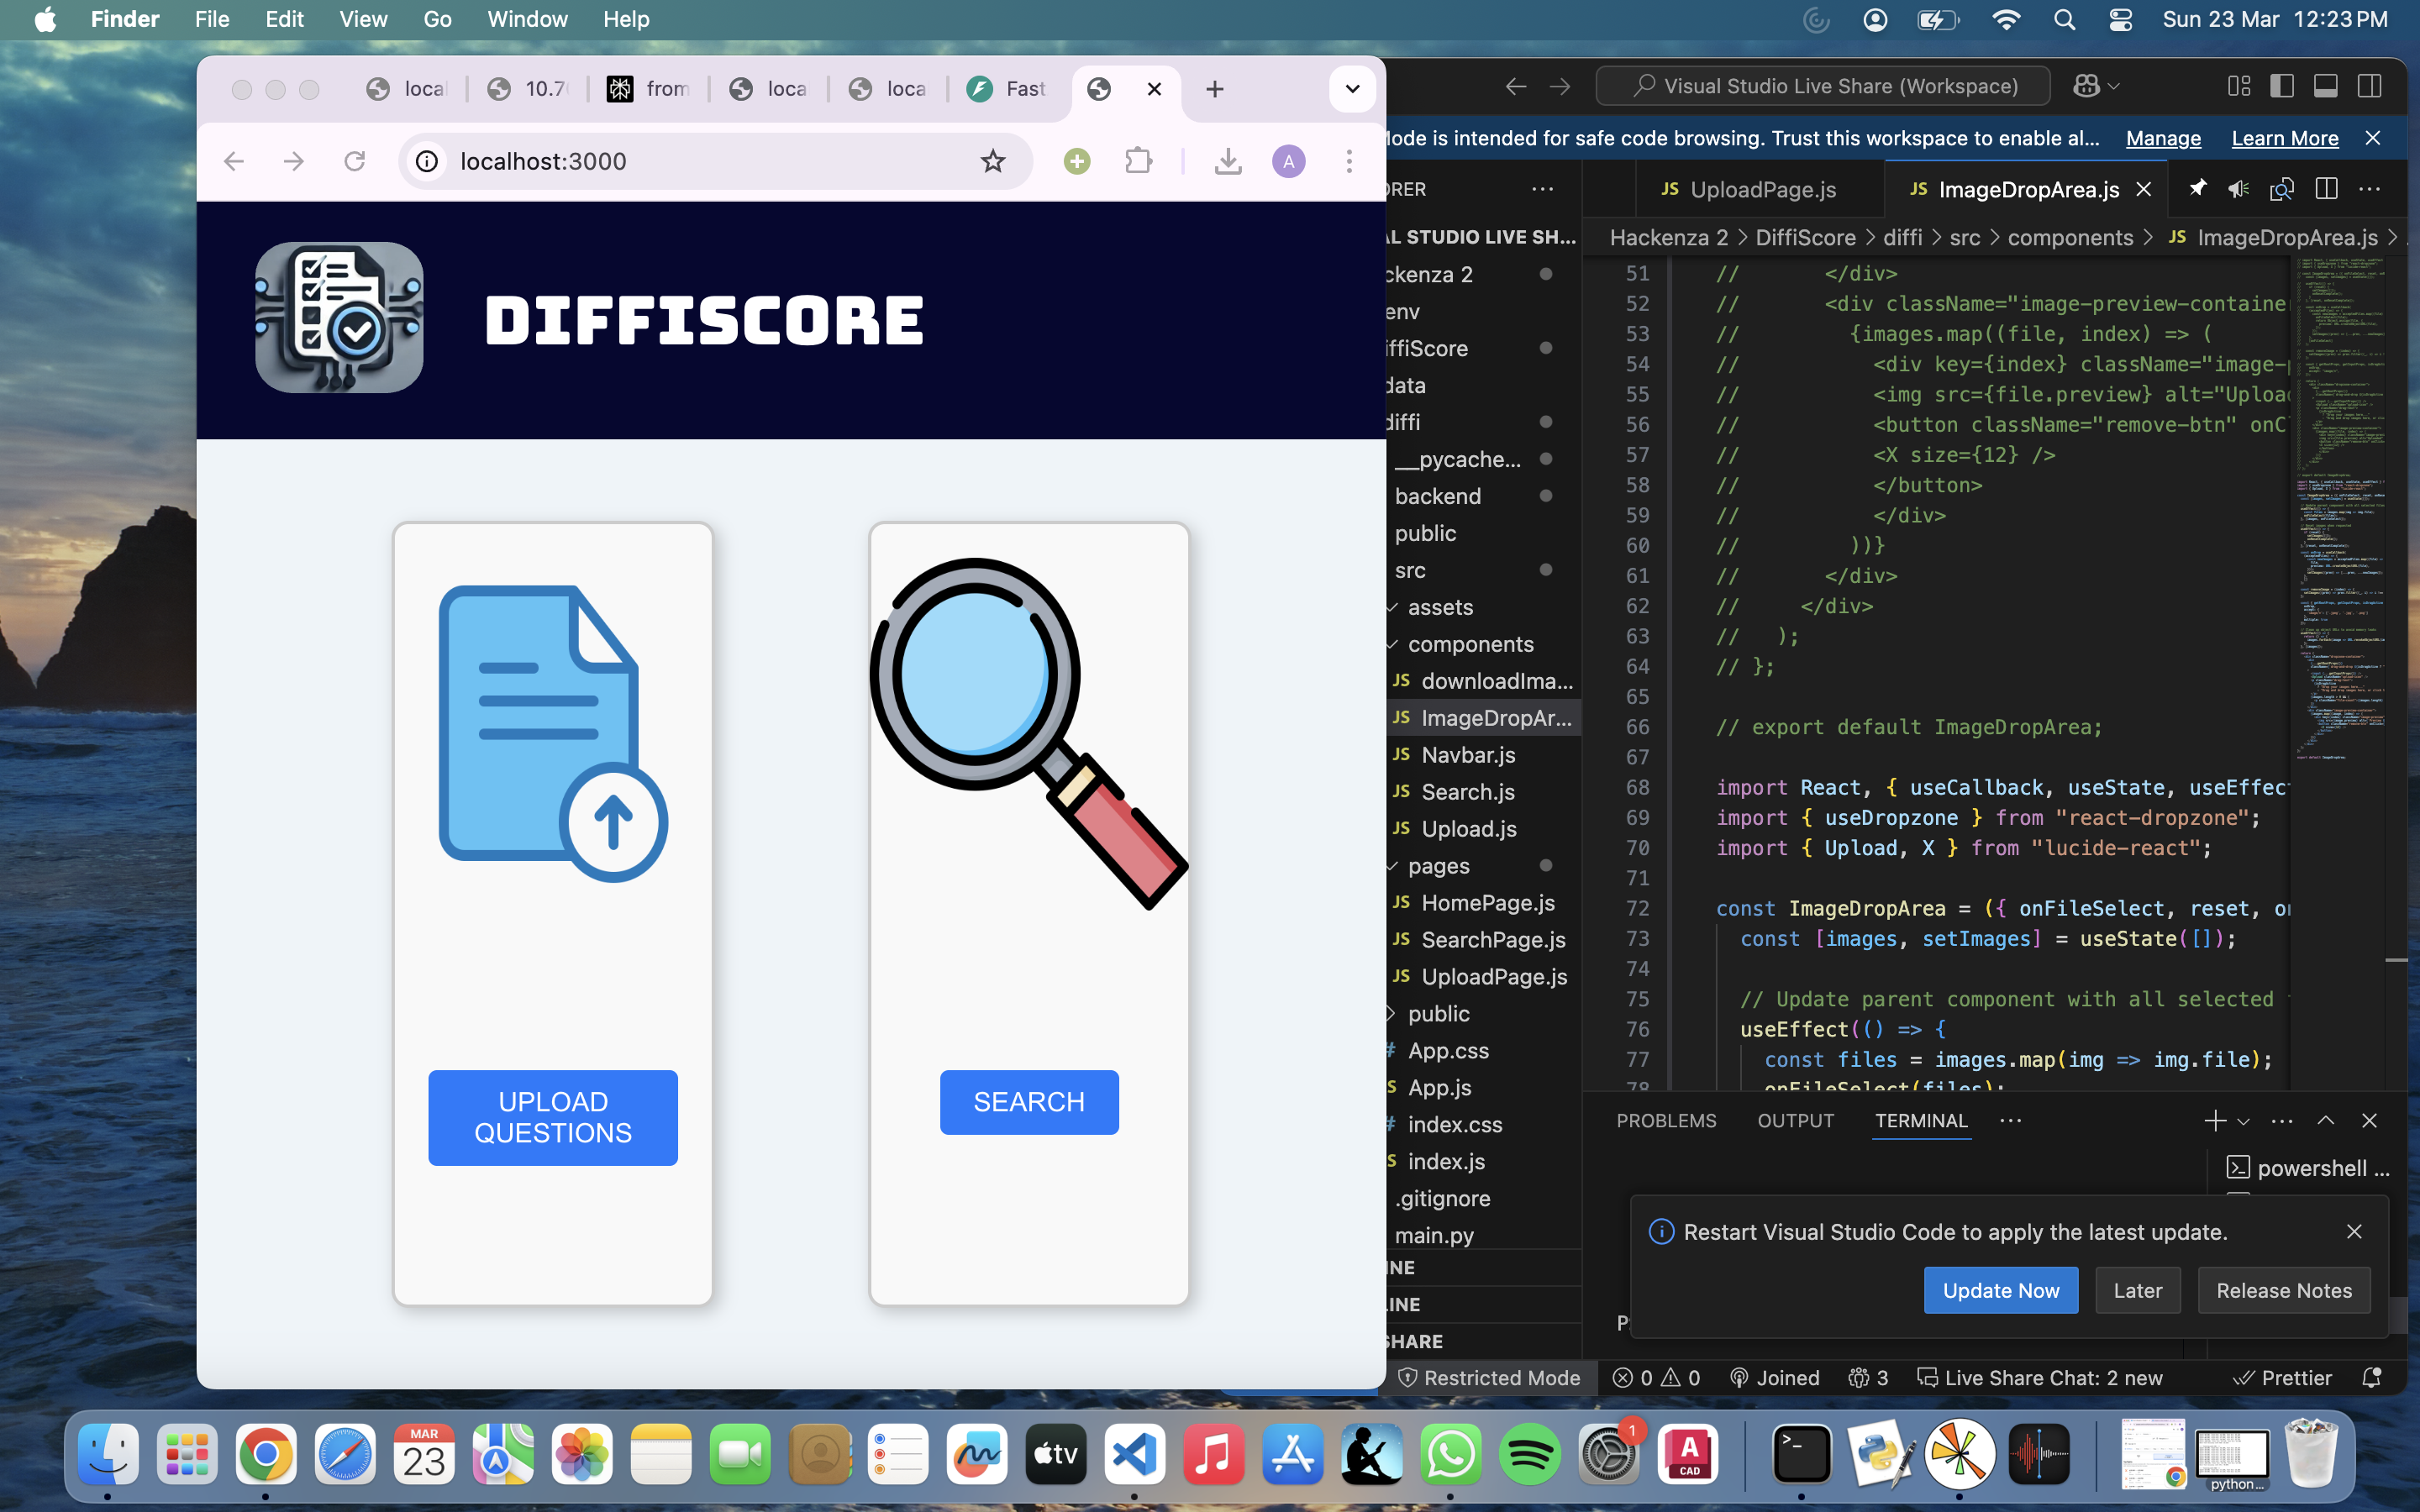 Finder File Edit View Go Window Help
Sun 23 Mar 12:23 PM
loca
10.7
from
loca
loca
Fast
localhost:3000
A
DIFFISCORE
UPLOAD
QUESTIONS
SEARCH
Visual Studio Live Share (Workspace)
Mode is intended for safe code browsing. Trust this workspace to enable al... Manage Learn More
ORER
AL STUDIO LIVE SH...
ckenza 2
env
iffiScore
data
diffi
__pycache...
backend
public
src
assets
components
JS downloadIma...
JS ImageDropAr...
JS Navbar.js
JS Search.js
JS Upload.js
pages
JS HomePage.js
JS SearchPage.js
JS UploadPage.js
public
# App.css
S App.js
# index.css
S index.js
.gitignore
main.py
INE
LINE
SHARE
JS UploadPage.js
JS ImageDropArea.js
Hackenza 2 > DiffiScore > diffi > src > components > JS ImageDropArea.js >
51 // </div>
52 // <div className="image-preview-container
53 // {images.map((file, index) => (
54 // <div key={index} className="image-p
55 // <img src={file.preview} alt="Upload
56 // <button className="remove-btn" onC
57 // <X size={12} />
58 // </button>
59 // </div>
60 // ))}
61 // </div>
62 // </div>
63 // );
64 // };
65
66 // export default ImageDropArea;
67
68 import React, { useCallback, useState, useEffect
69 import { useDropzone } from "react-dropzone";
70 import { Upload, X } from "lucide-react";
71
72 const ImageDropArea = ({ onFileSelect, reset, on
73 const [images, setImages] = useState([]);
74
75 // Update parent component with all selected
76 useEffect(() => {
77 const files = images.map(img => img.file);
78 onFileSelect(files);
PROBLEMS OUTPUT TERMINAL
powershell ...
Restart Visual Studio Code to apply the latest update.
Update Now Later Release Notes
Restricted Mode 0 0 Joined 3 Live Share Chat: 2 new Prettier
MAR
23
tv
1
A
CAD
>_
python...